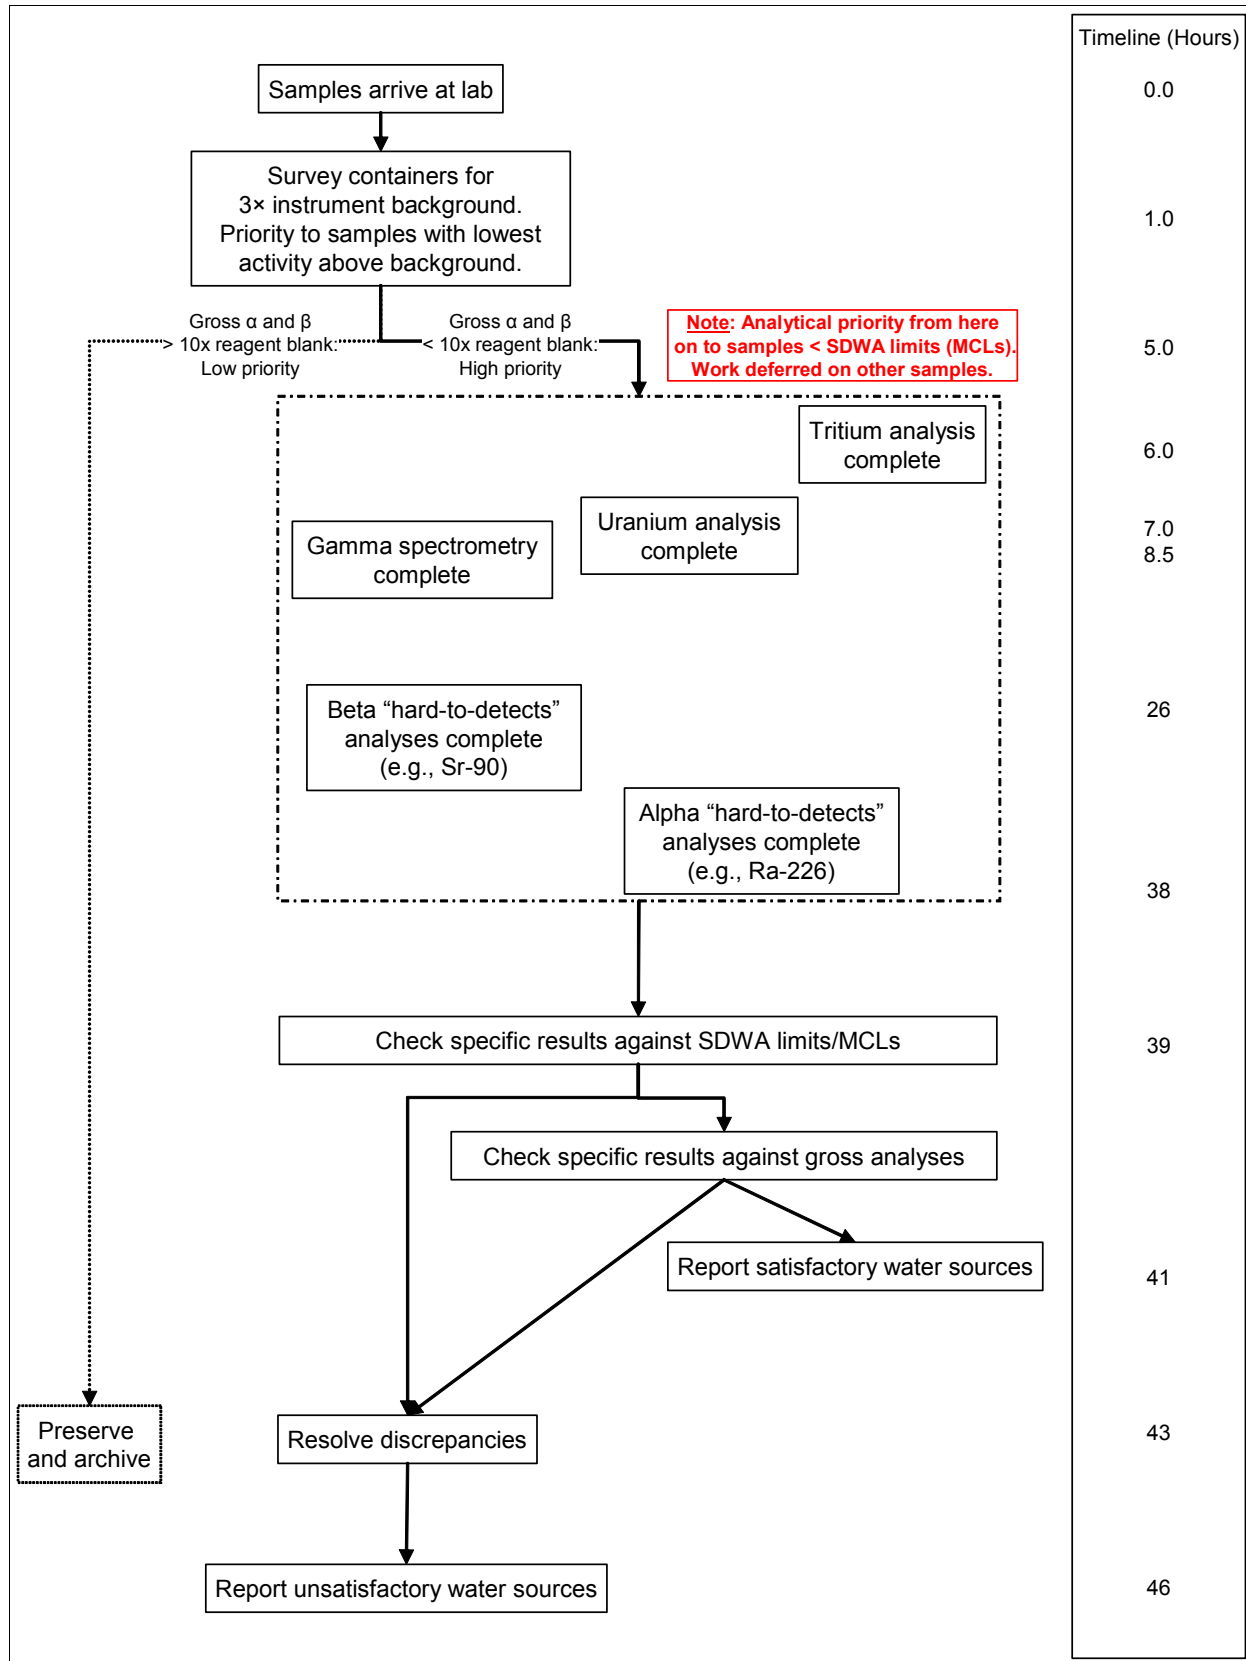 Timeline (Hours)
Samples arrive at lab
0.0
Survey containers for
3× instrument background.
Priority to samples with lowest
activity above background.
1.0
Gross α and β
> 10x reagent blank:
Low priority
Gross α and β
< 10x reagent blank:
High priority
Note: Analytical priority from here
on to samples < SDWA limits (MCLs).
Work deferred on other samples.
5.0
Tritium analysis
complete
6.0
Uranium analysis
complete
7.0
Gamma spectrometry
complete
8.5
Beta “hard-to-detects”
analyses complete
(e.g., Sr-90)
26
Alpha “hard-to-detects”
analyses complete
(e.g., Ra-226)
38
Check specific results against SDWA limits/MCLs
39
Check specific results against gross analyses
Report satisfactory water sources
41
Preserve
and archive
Resolve discrepancies
43
Report unsatisfactory water sources
46